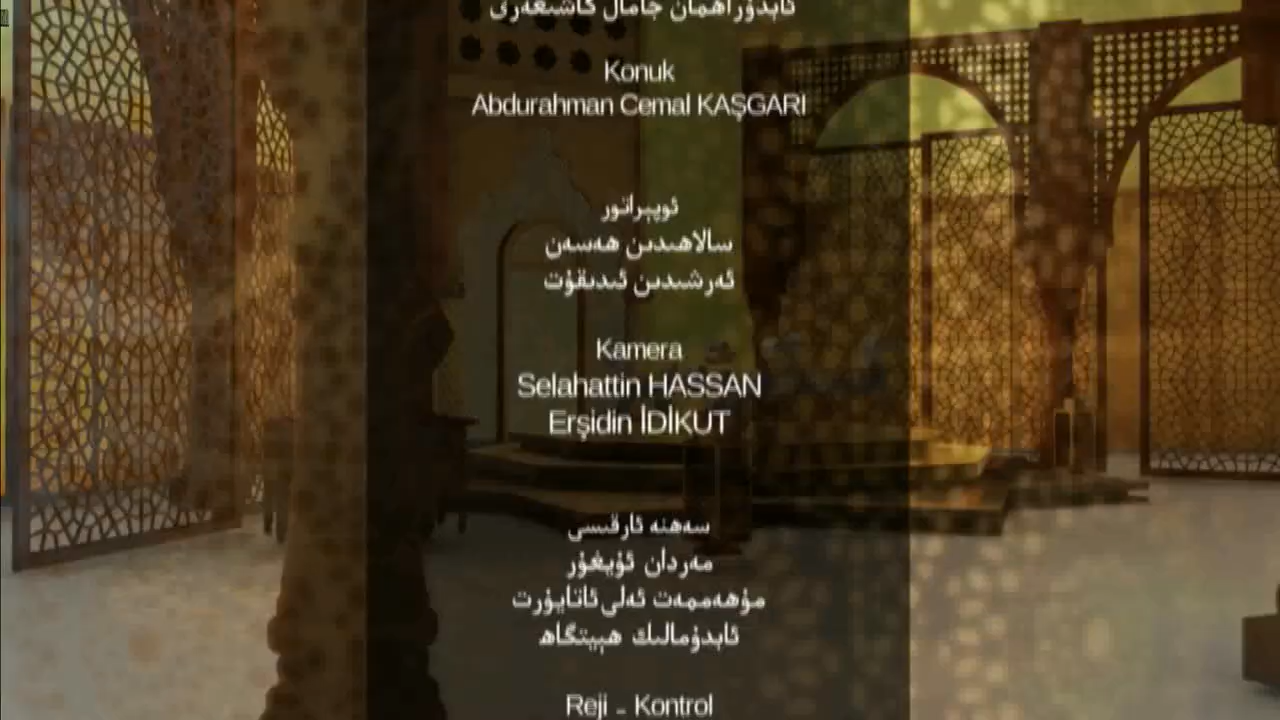 ئابدۇراھمان جامال كاشىغەرى
Konuk
Abdurahman Cemal KAŞGARI
ئوپېراتور
سالاھىدىن ھەسەن
ئەرشىدىن ئىدىقۇت
Kamera
Selahattin HASSAN
Erşidin İDİKUT
سەھنە ئارقىسى
مەردان ئۇيغۇر
مۇھەممەت ئەلى ئاتايۇرت
ئابدۇمالىك ھېيتگاھ
Reji - Kontrol